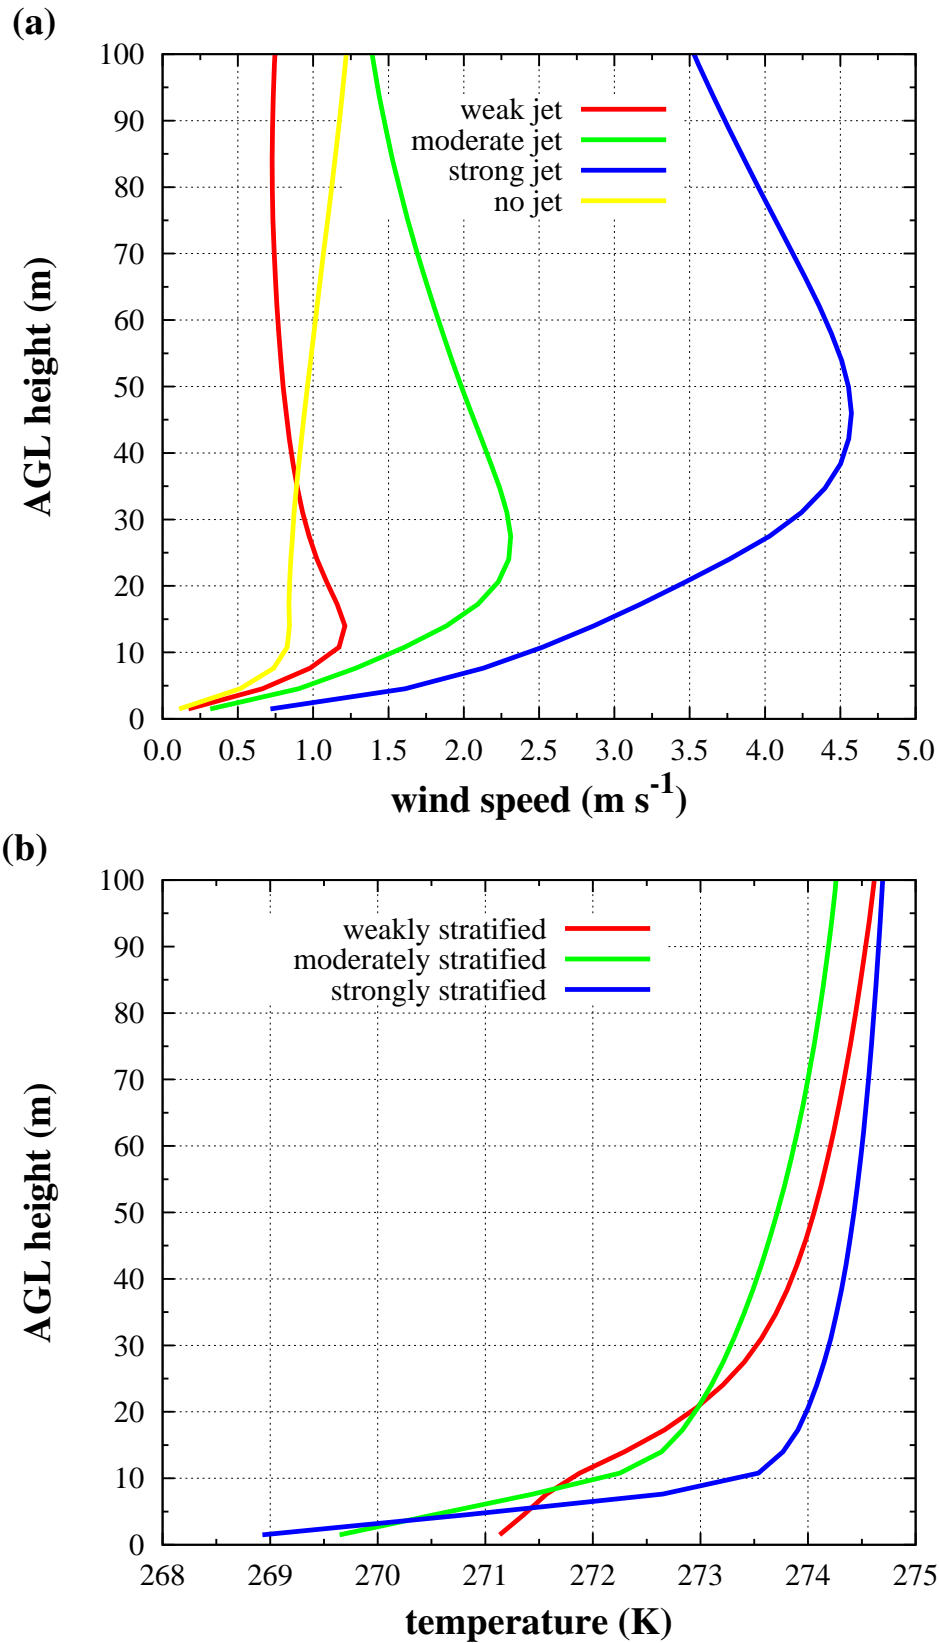 (a)
100
90
80
70
60
50
40
30
20
10
0
AGL height (m)
weak jet
moderate jet
strong jet
no jet
0.0 0.5 1.0 1.5 2.0 2.5 3.0 3.5 4.0 4.5 5.0
wind speed (m s⁻¹)
(b)
100
90
80
70
60
50
40
30
20
10
0
AGL height (m)
weakly stratified
moderately stratified
strongly stratified
268 269 270 271 272 273 274 275
temperature (K)